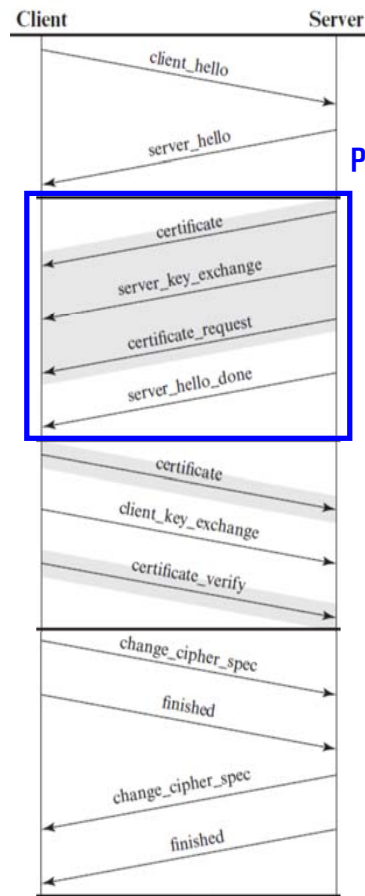 Client Server
client_hello
server_hello
P
certificate
server_key_exchange
certificate_request
server_hello_done
certificate
client_key_exchange
certificate_verify
change_cipher_spec
finished
change_cipher_spec
finished